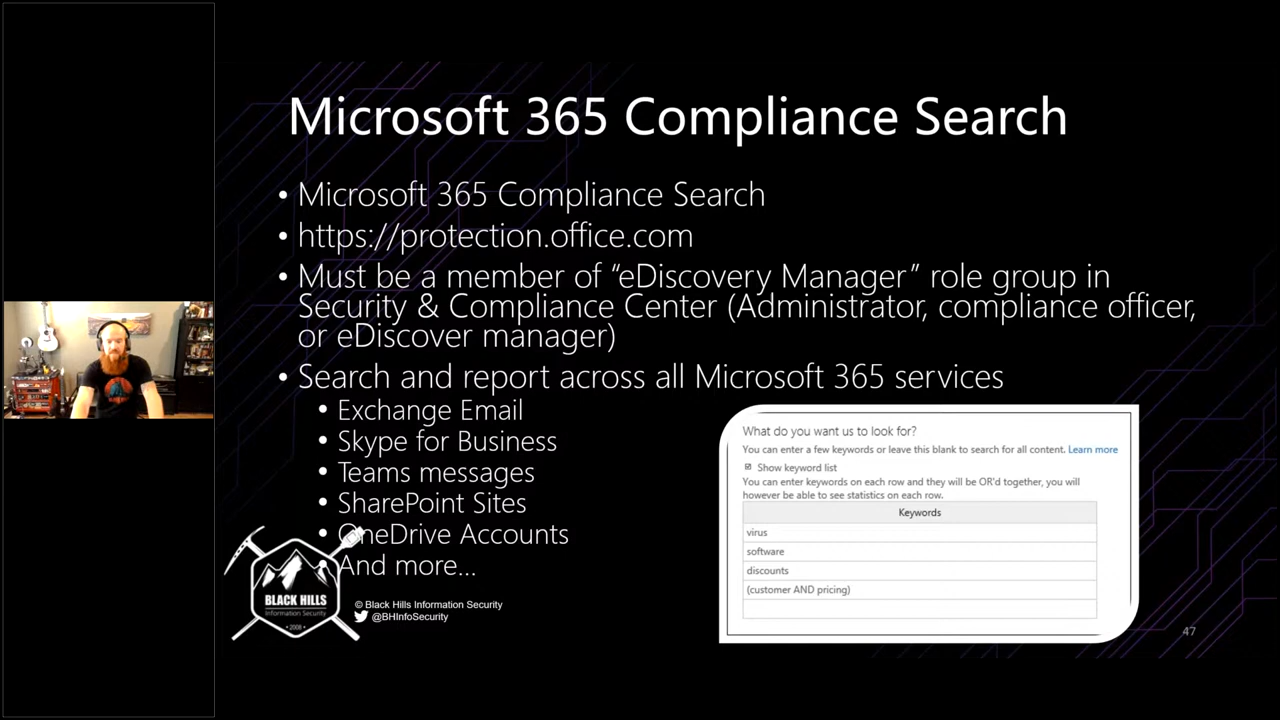 Microsoft 365 Compliance Search
• Microsoft 365 Compliance Search
• https://protection.office.com
• Must be a member of “eDiscovery Manager” role group in
Security & Compliance Center (Administrator, compliance officer,
or eDiscover manager)
• Search and report across all Microsoft 365 services
• Exchange Email
• Skype for Business
• Teams messages
• SharePoint Sites
• OneDrive Accounts
And more...
What do you want us to look for?
You can enter a few keywords or leave this blank to search for all content. Learn more
Show keyword list
You can enter keywords on each row and they will be OR'd together, you will
however be able to see statistics on each row.
Keywords
virus
software
discounts
(customer AND pricing)
BLACK HILLS
Information Security
• 2008 •
© Black Hills Information Security
@BHInfoSecurity
47